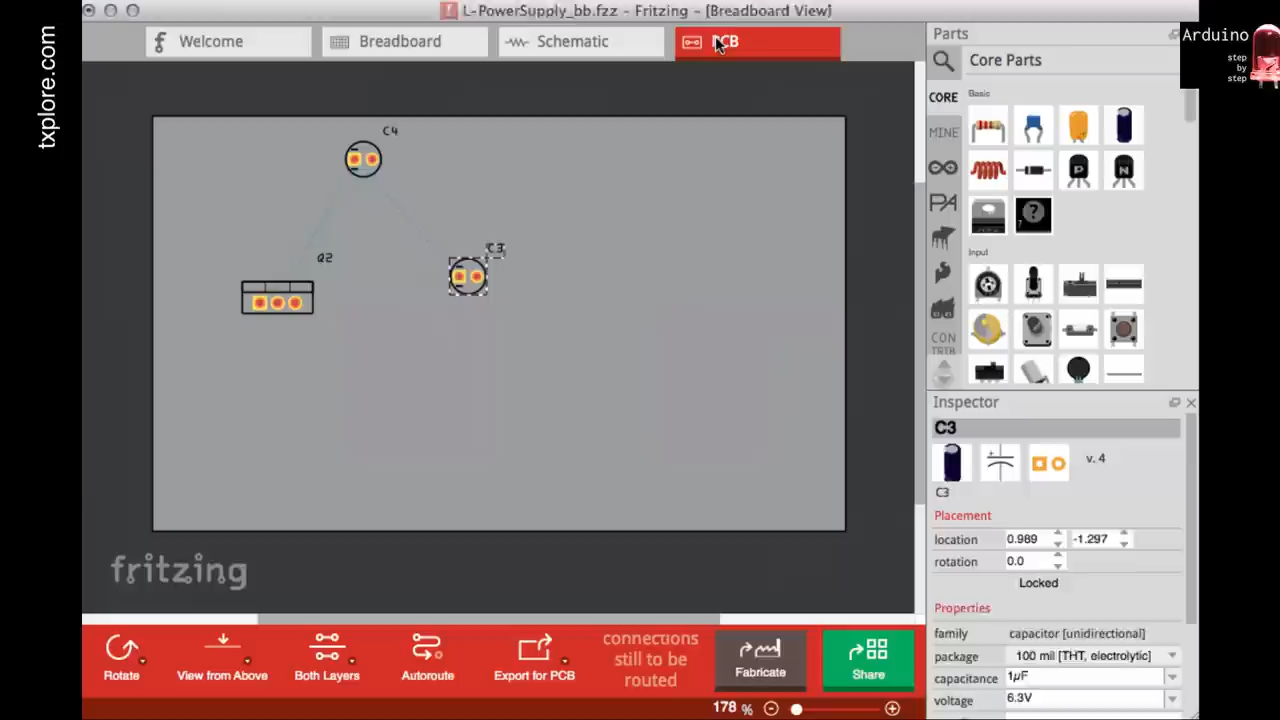 L-PowerSupply_bb.fzz - Fritzing - [Breadboard View]
txplore.com
Welcome
Breadboard
Schematic
PCB
Parts
Core Parts
Arduino
step
by
step
CORE
Basic
MINE
PA
CON
TRIB
Input
C4
C3
Q2
fritzing
Inspector
C3
v. 4
C3
Placement
location 0.989 -1.297
rotation 0.0
Locked
Properties
family capacitor [unidirectional]
package 100 mil [THT, electrolytic]
capacitance 1µF
voltage 6.3V
Rotate
View from Above
Both Layers
Autoroute
Export for PCB
connections
still to be
routed
Fabricate
Share
178 %